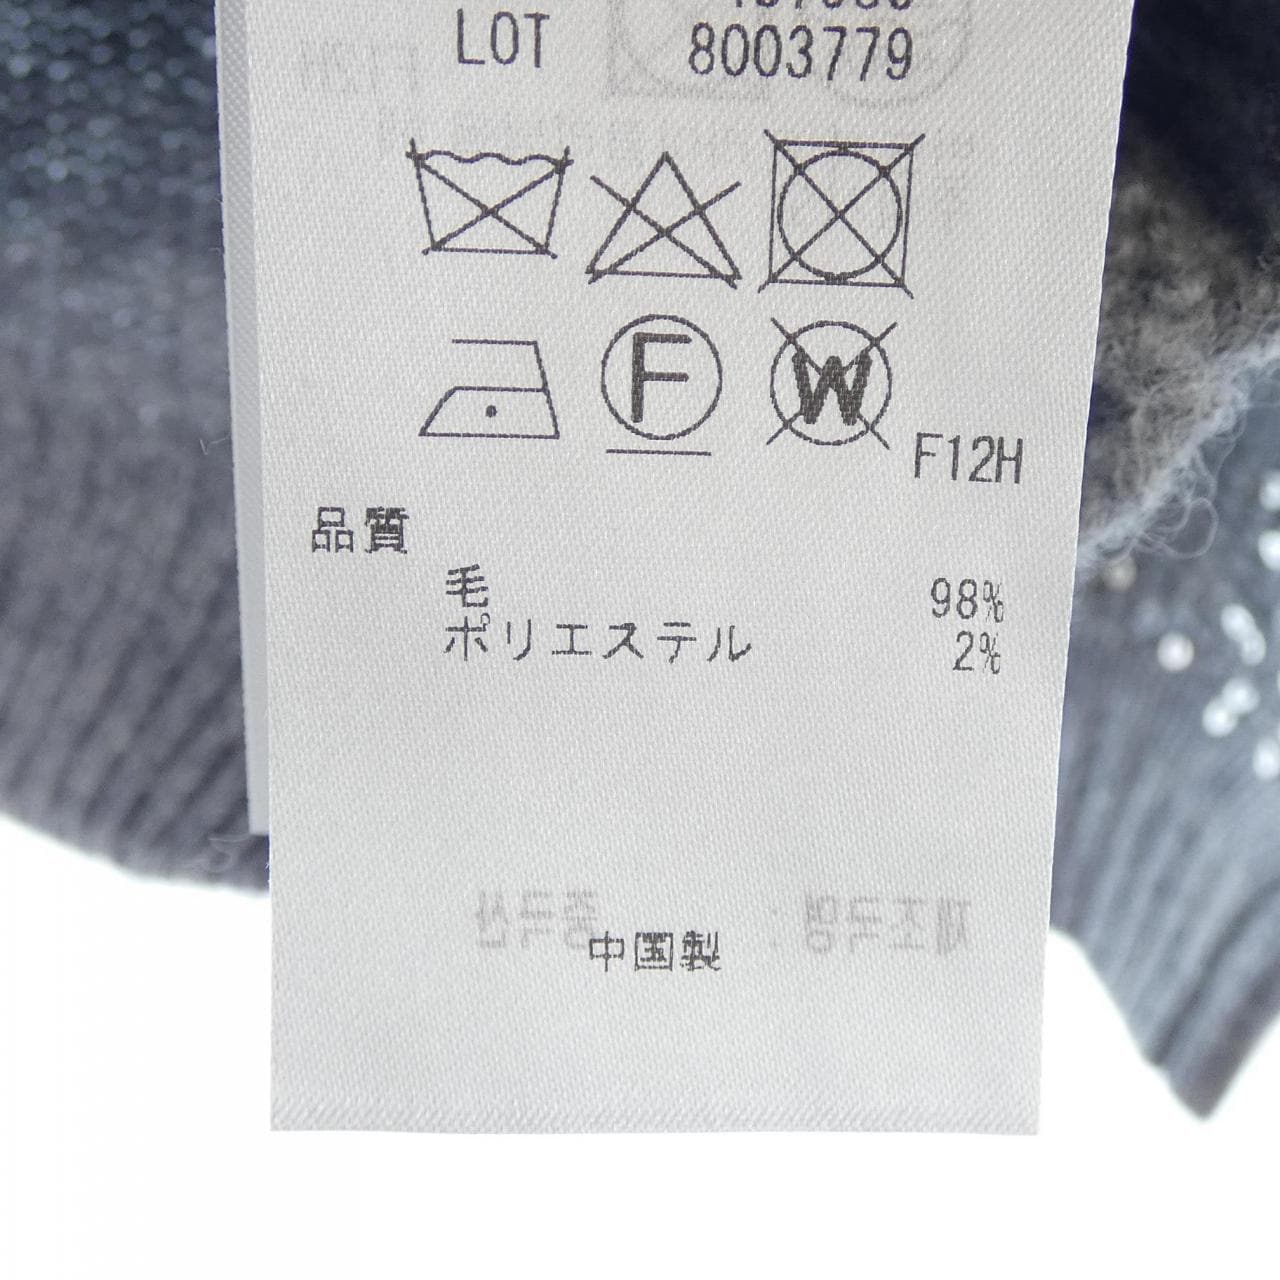 LOT 8003779
F
W
F12H
品質
毛 98%
ポリエステル 2%
中国製